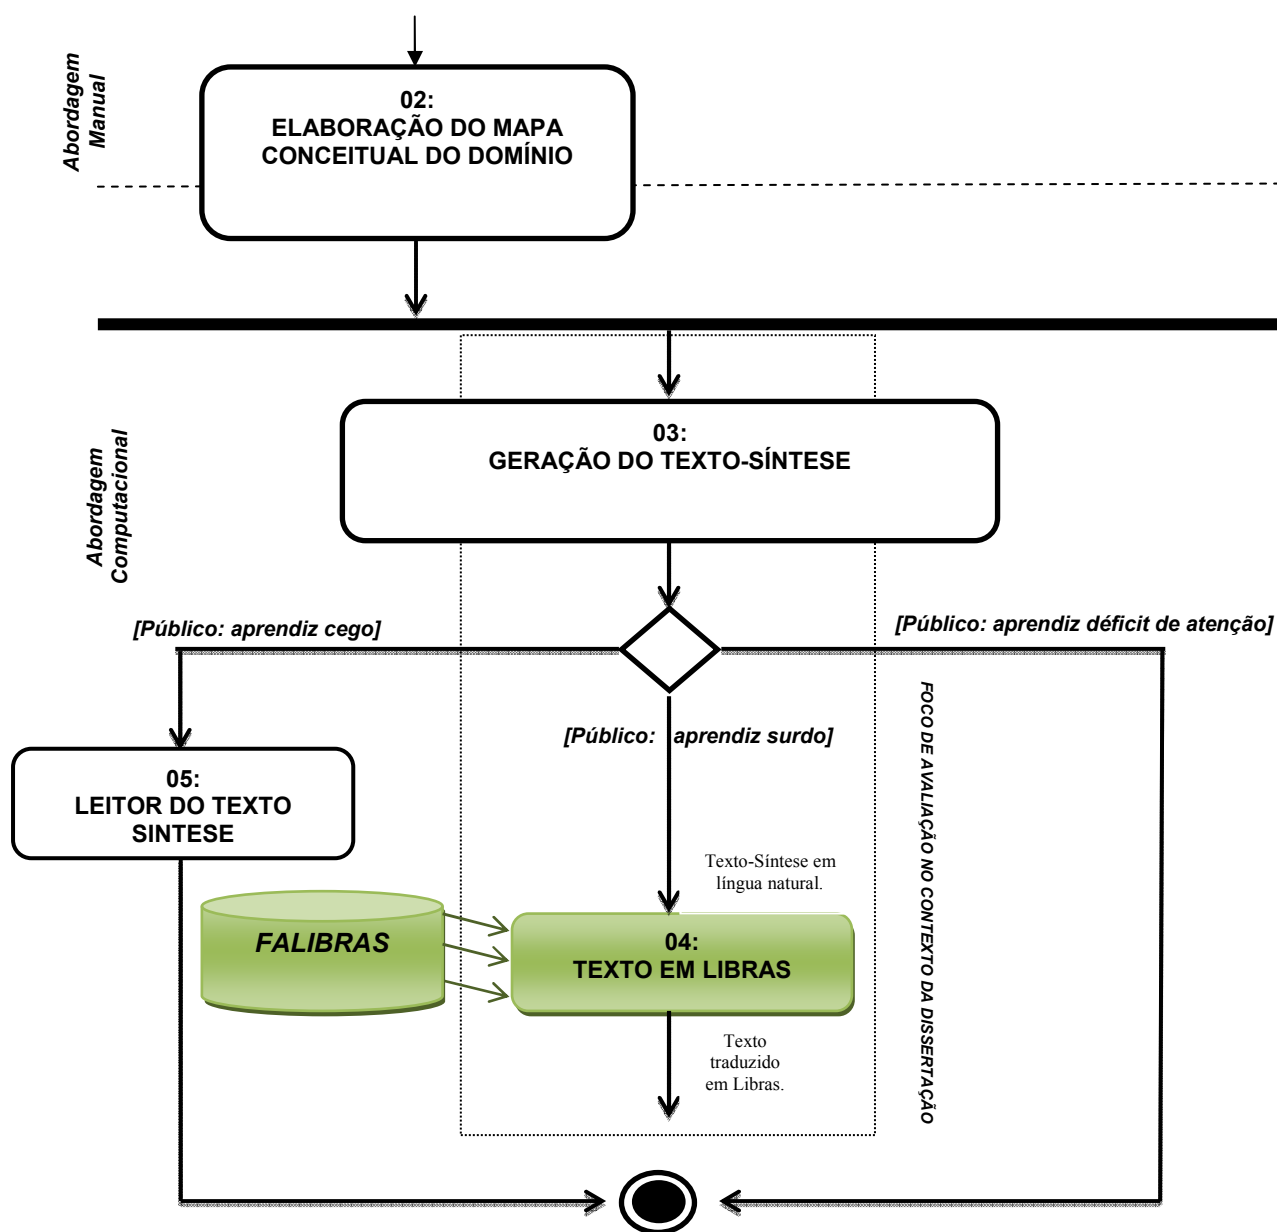 Abordagem
Manual
02:
ELABORAÇÃO DO MAPA
CONCEITUAL DO DOMÍNIO
Abordagem
Computacional
03:
GERAÇÃO DO TEXTO-SÍNTESE
[Público: aprendiz cego]
[Público: aprendiz déficit de atenção]
[Público: aprendiz surdo]
05:
LEITOR DO TEXTO
SINTESE
FOCO DE AVALIAÇÃO NO CONTEXTO DA DISSERTAÇÃO
Texto-Síntese em
língua natural.
FALIBRAS
04:
TEXTO EM LIBRAS
Texto
traduzido
em Libras.